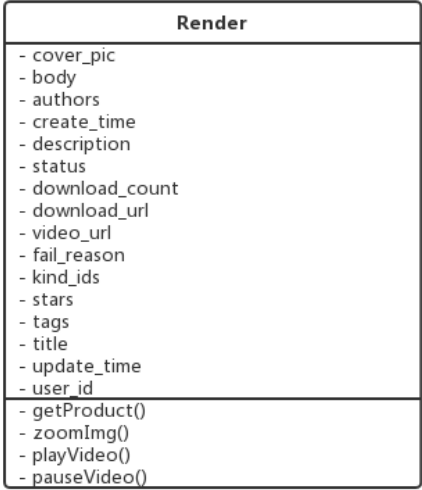 Render
- cover_pic
- body
- authors
- create_time
- description
- status
- download_count
- download_url
- video_url
- fail_reason
- kind_ids
- stars
- tags
- title
- update_time
- user_id
- getProduct()
- zoomImg()
- playVideo()
- pauseVideo()